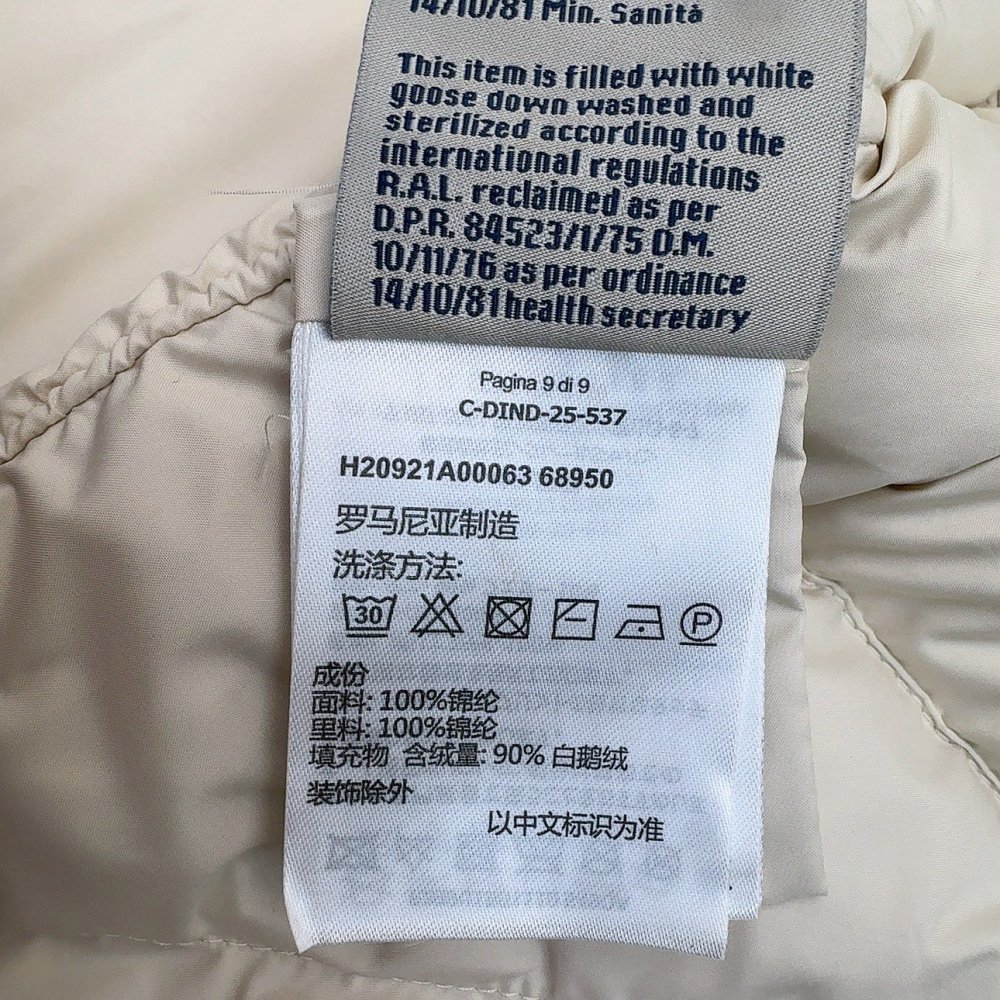 14/10/81 Min. Sanità
This item is filled with white
goose down washed and
sterilized according to the
international regulations
R.A.L. reclaimed as per
D.P.R. 84523/1/75 D.M.
10/11/76 as per ordinance
14/10/81 health secretary
Pagina 9 di 9
C-DIND-25-537
H20921A00063 68950
罗马尼亚制造
洗涤方法:
30
P
成份
面料: 100%锦纶
里料: 100%锦纶
填充物 含绒量: 90% 白鹅绒
装饰除外
以中文标识为准